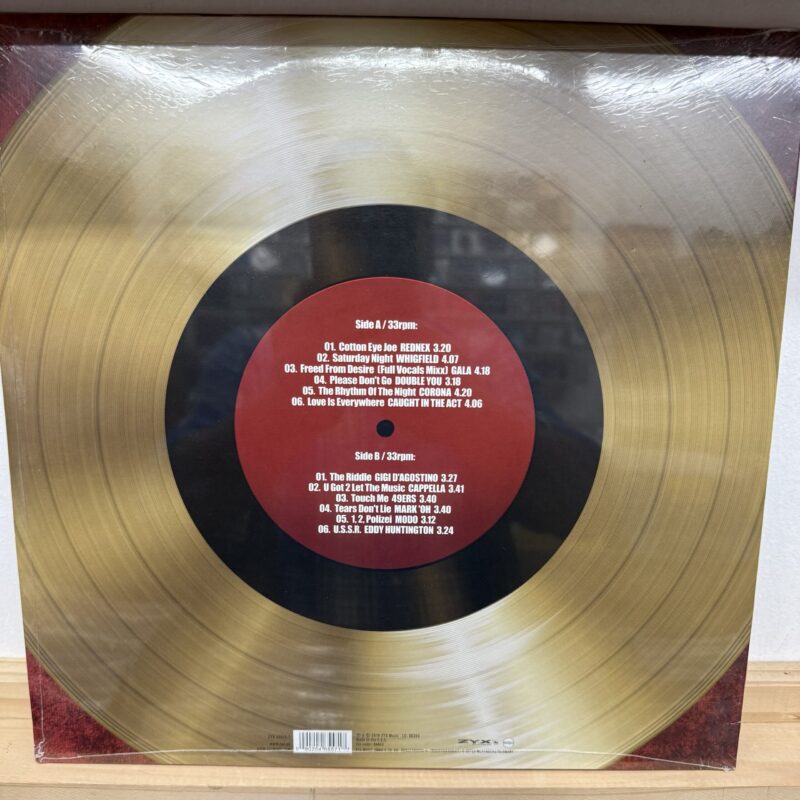 Side A / 33rpm:
01. Cotton Eye Joe REDNEX 3.20
02. Saturday Night WHIGFIELD 4.07
03. Freed From Desire (Full Vocals Mixx) GALA 4.18
04. Please Don't Go DOUBLE YOU 3.18
05. The Rhythm Of The Night CORONA 4.20
06. Love Is Everywhere CAUGHT IN THE ACT 4.06
Side B / 33rpm:
01. The Riddle GIGI D'AGOSTINO 3.27
02. U Got 2 Let The Music CAPPELLA 3.41
03. Touch Me 49ERS 3.40
04. Tears Don't Lie MARK 'OH 3.40
05. 1, 2, Polizei MODO 3.12
06. U.S.S.R. EDDY HUNTINGTON 3.24
ZYX